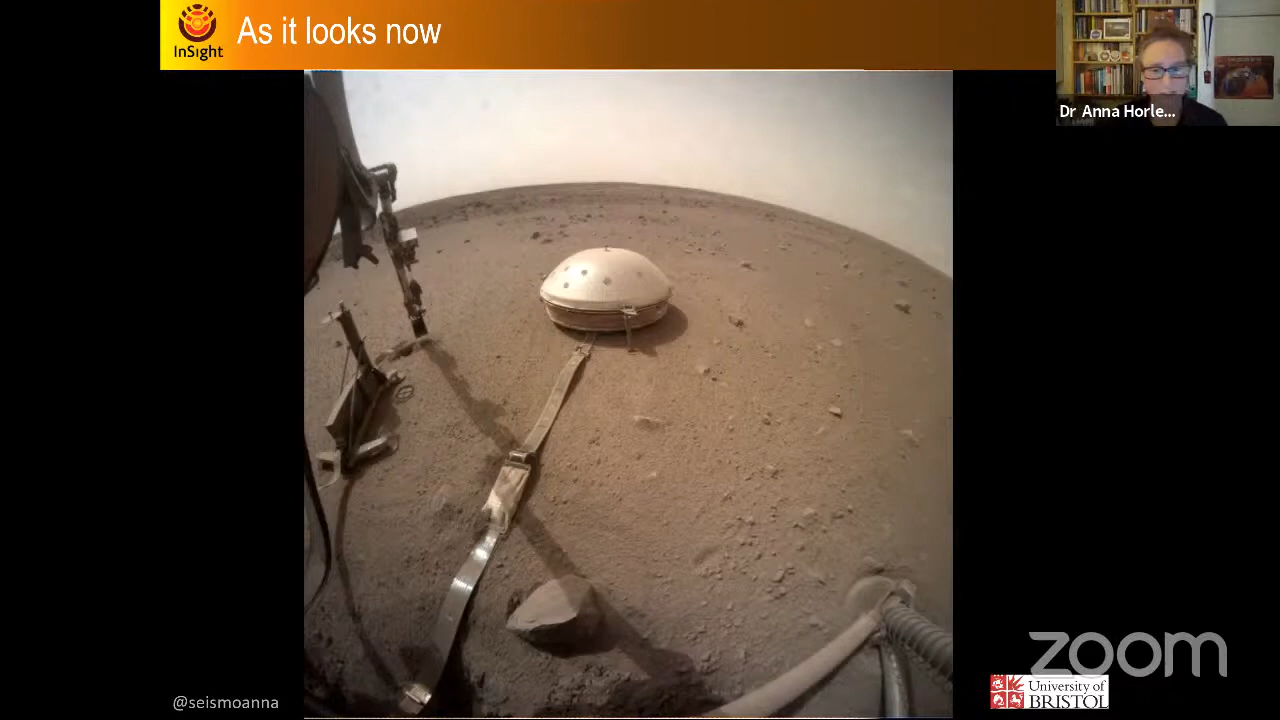 InSight
As it looks now
Dr Anna Horle...
@seismoanna
zoom
University of
BRISTOL